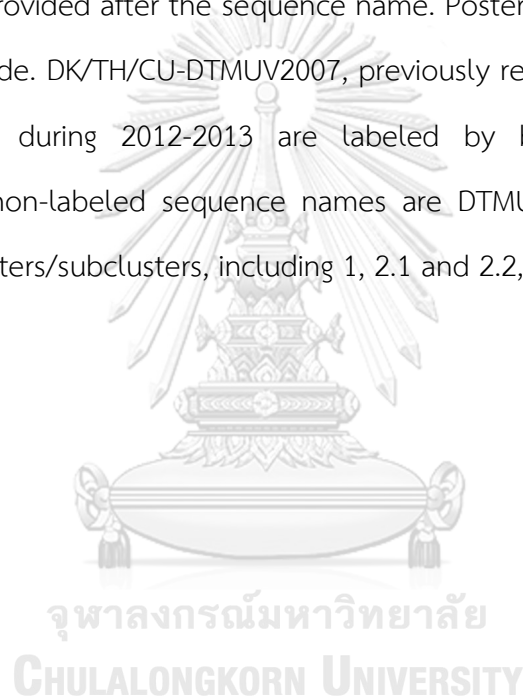 rovided after the sequence name. Poster
de. DK/TH/CU-DTMUV2007, previously re
during 2012-2013 are labeled by
non-labeled sequence names are DTMU
ters/subclusters, including 1, 2.1 and 2.2,
จุฬาลงกรณ์มหาวิทยาลัย
CHULALONGKORN UNIVERSITY